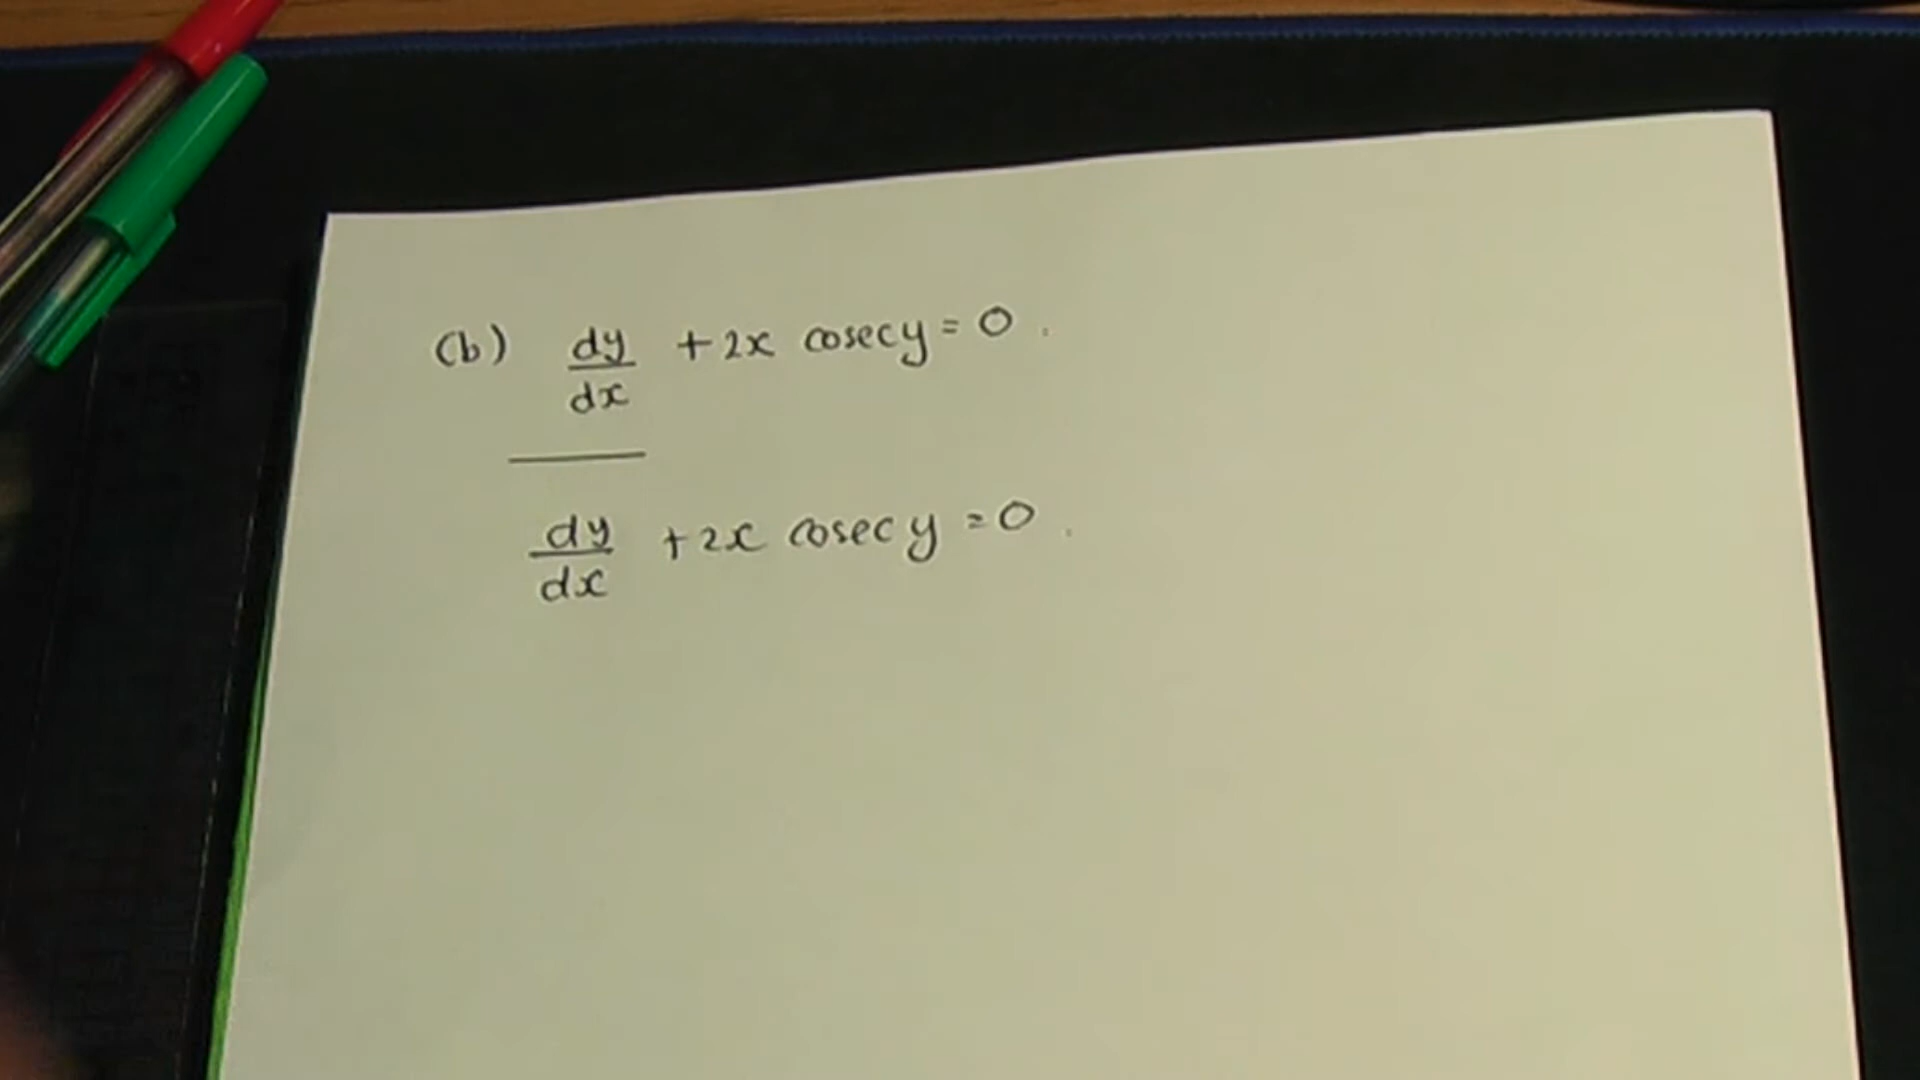 (b) dy/dx + 2x cosec y = 0 .
dy/dx + 2x cosec y = 0 .